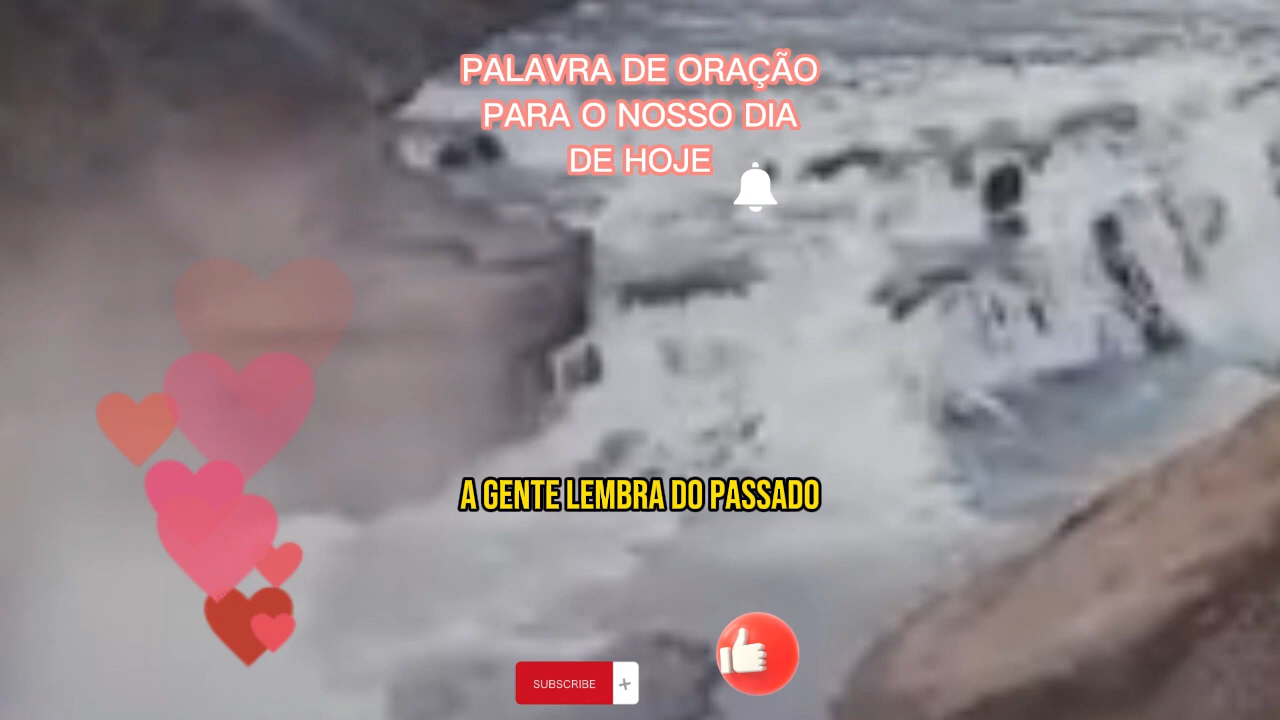 PALAVRA DE ORAÇÃO
PARA O NOSSO DIA
DE HOJE
A GENTE LEMBRA DO PASSADO
SUBSCRIBE +